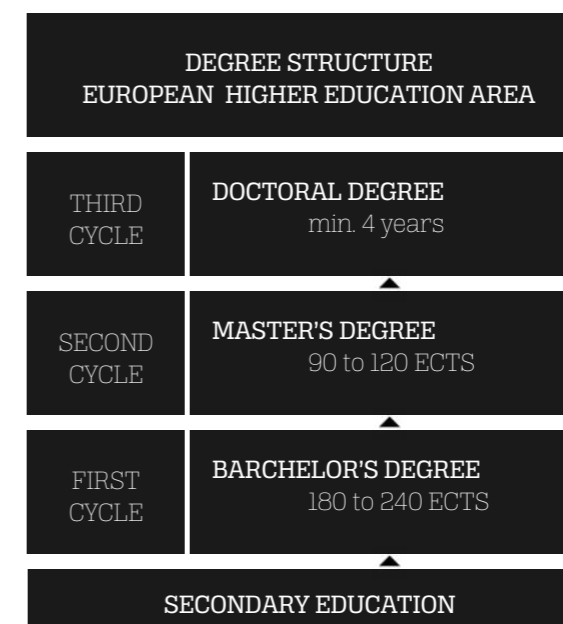 DEGREE STRUCTURE
EUROPEAN HIGHER EDUCATION AREA
THIRD
CYCLE
DOCTORAL DEGREE
min. 4 years
SECOND
CYCLE
MASTER'S DEGREE
90 to 120 ECTS
FIRST
CYCLE
BARCHELOR'S DEGREE
180 to 240 ECTS
SECONDARY EDUCATION